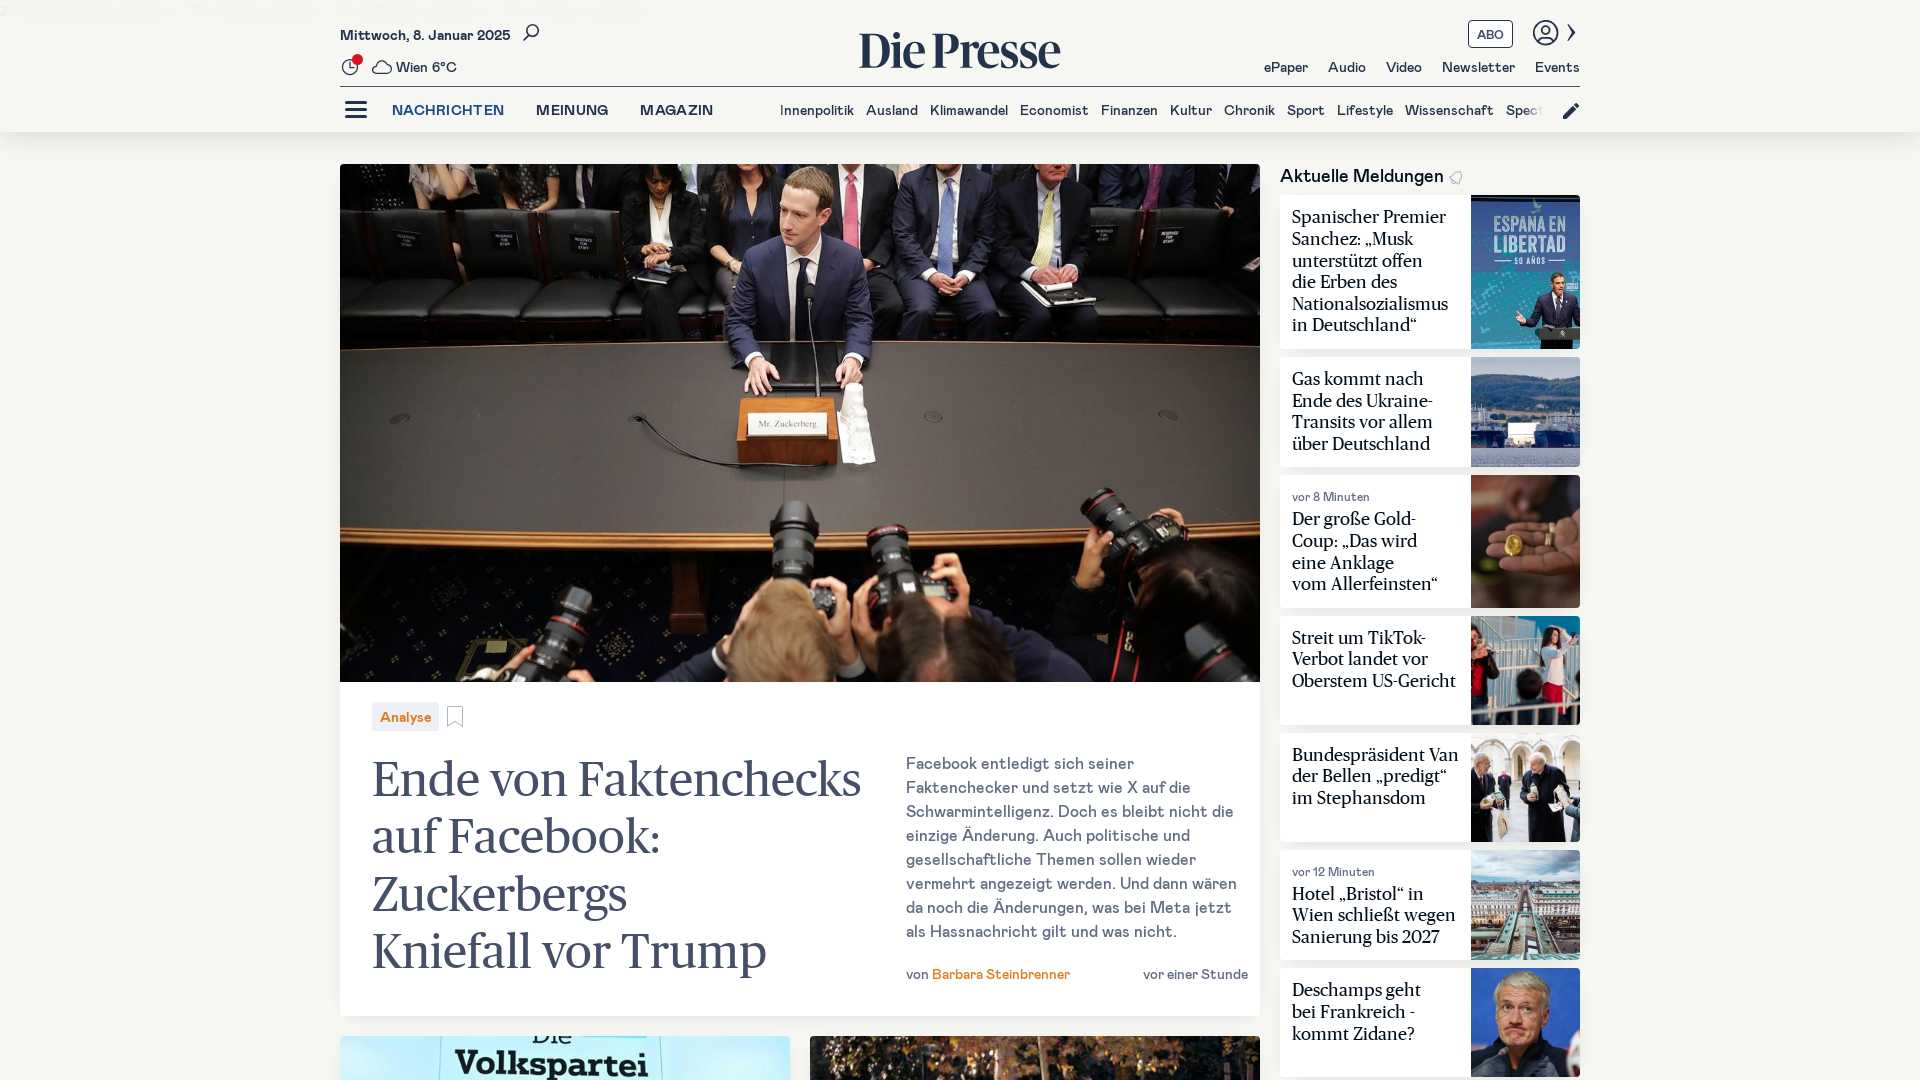 Mittwoch, 8. Januar 2025
Die Presse
ABO
Wien 6°C
ePaper Audio Video Newsletter Events
NACHRICHTEN MEINUNG MAGAZIN
Innenpolitik Ausland Klimawandel Economist Finanzen Kultur Chronik Sport Lifestyle Wissenschaft Spect
Mr. Zuckerberg
Analyse
Ende von Faktenchecks
auf Facebook:
Zuckerbergs
Kniefall vor Trump
Facebook entledigt sich seiner
Faktenchecker und setzt wie X auf die
Schwarmintelligenz. Doch es bleibt nicht die
einzige Änderung. Auch politische und
gesellschaftliche Themen sollen wieder
vermehrt angezeigt werden. Und dann wären
da noch die Änderungen, was bei Meta jetzt
als Hassnachricht gilt und was nicht.
von Barbara Steinbrenner
vor einer Stunde
Die
Volkspartei
Aktuelle Meldungen
Spanischer Premier
Sanchez: „Musk
unterstützt offen
die Erben des
Nationalsozialismus
in Deutschland“
ESPAÑA EN
LIBERTAD
50 AÑOS
Gas kommt nach
Ende des Ukraine-
Transits vor allem
über Deutschland
vor 8 Minuten
Der große Gold-
Coup: „Das wird
eine Anklage
vom Allerfeinsten“
Streit um TikTok-
Verbot landet vor
Oberstem US-Gericht
Bundespräsident Van
der Bellen „predigt“
im Stephansdom
vor 12 Minuten
Hotel „Bristol“ in
Wien schließt wegen
Sanierung bis 2027
Deschamps geht
bei Frankreich -
kommt Zidane?